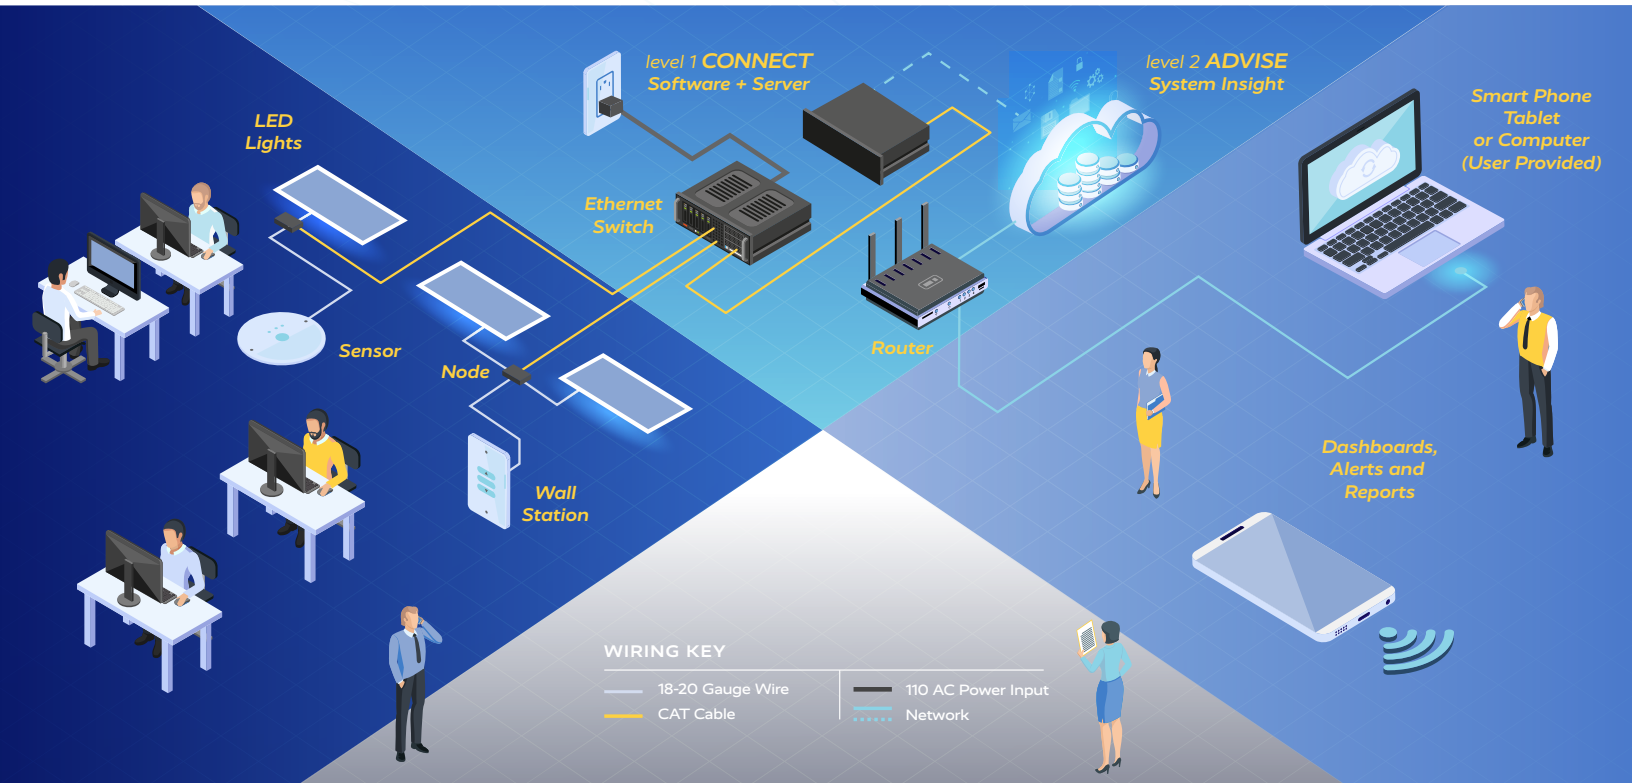 level 1 CONNECT
Software + Server
level 2 ADVISE
System Insight
Smart Phone
Tablet
or Computer
(User Provided)
LED
Lights
Ethernet
Switch
Sensor
Node
Router
Wall
Station
Dashboards,
Alerts and
Reports
WIRING KEY
18-20 Gauge Wire
110 AC Power Input
CAT Cable
Network